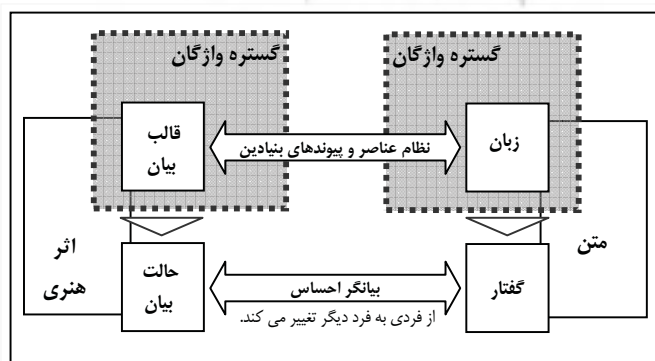 گستره واژگان
گستره واژگان
زبان
نظام عناصر و پیوندهای بنیادین
قالب
بیان
متن
اثر
هنری
گفتار
بیانگر احساس
از فردی به فرد دیگر تغییر می کند.
حالت
بیان